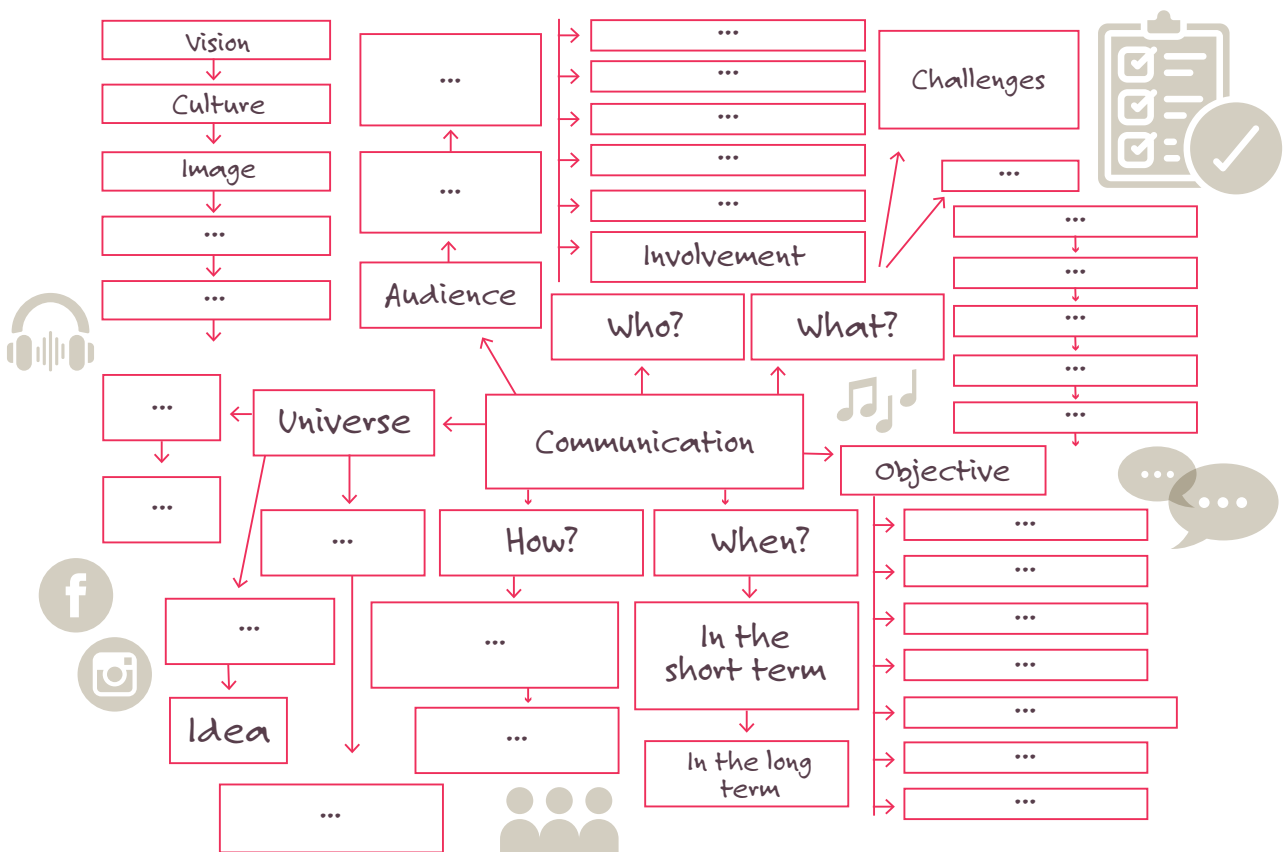 Vision
Culture
Image
...
...
...
...
Audience
...
...
...
...
...
Involvement
Challenges
...
...
...
...
...
...
Who?
What?
...
...
Universe
Communication
Objective
...
...
...
...
...
...
...
...
How?
When?
...
Idea
...
...
...
In the
short term
In the long
term